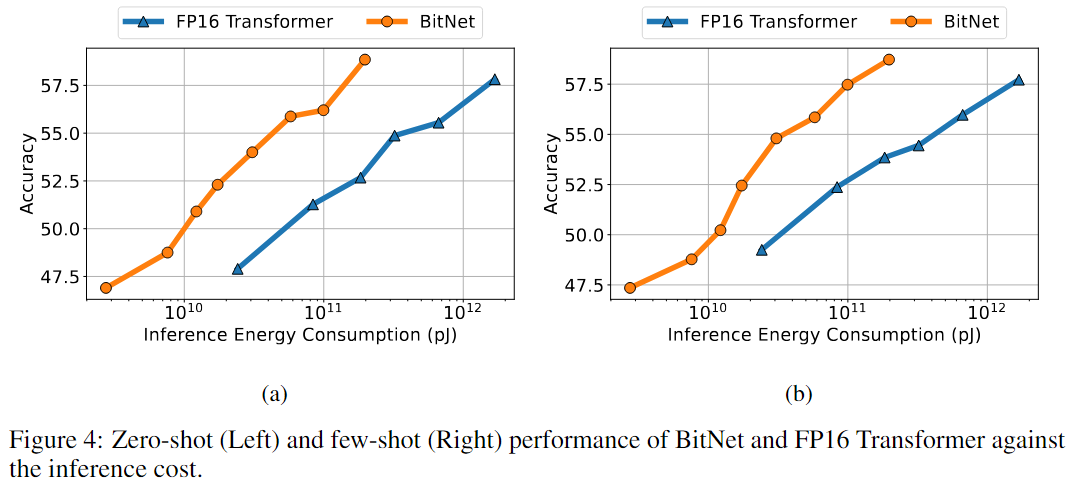 FP16 Transformer BitNet
57.5
55.0
52.5
50.0
47.5
Accuracy
10^10 10^11 10^12
Inference Energy Consumption (pJ)
(a)
FP16 Transformer BitNet
57.5
55.0
52.5
50.0
47.5
Accuracy
10^10 10^11 10^12
Inference Energy Consumption (pJ)
(b)
Figure 4: Zero-shot (Left) and few-shot (Right) performance of BitNet and FP16 Transformer against
the inference cost.